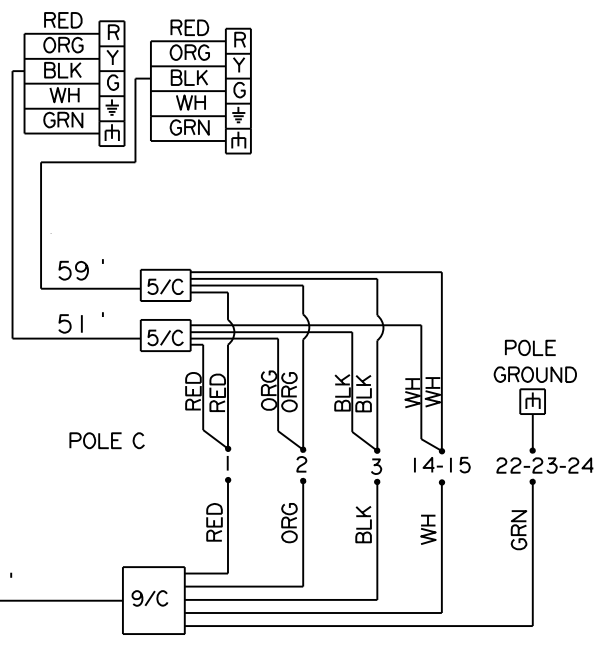 RED R
ORG Y
BLK G
WH
GRN
RED R
ORG Y
BLK G
WH
GRN
59 '
5/C
51 '
5/C
POLE
GROUND
RED RED ORG ORG BLK BLK WH WH
POLE C
1 2 3 14-15 22-23-24
RED ORG BLK WH GRN
'
9/C